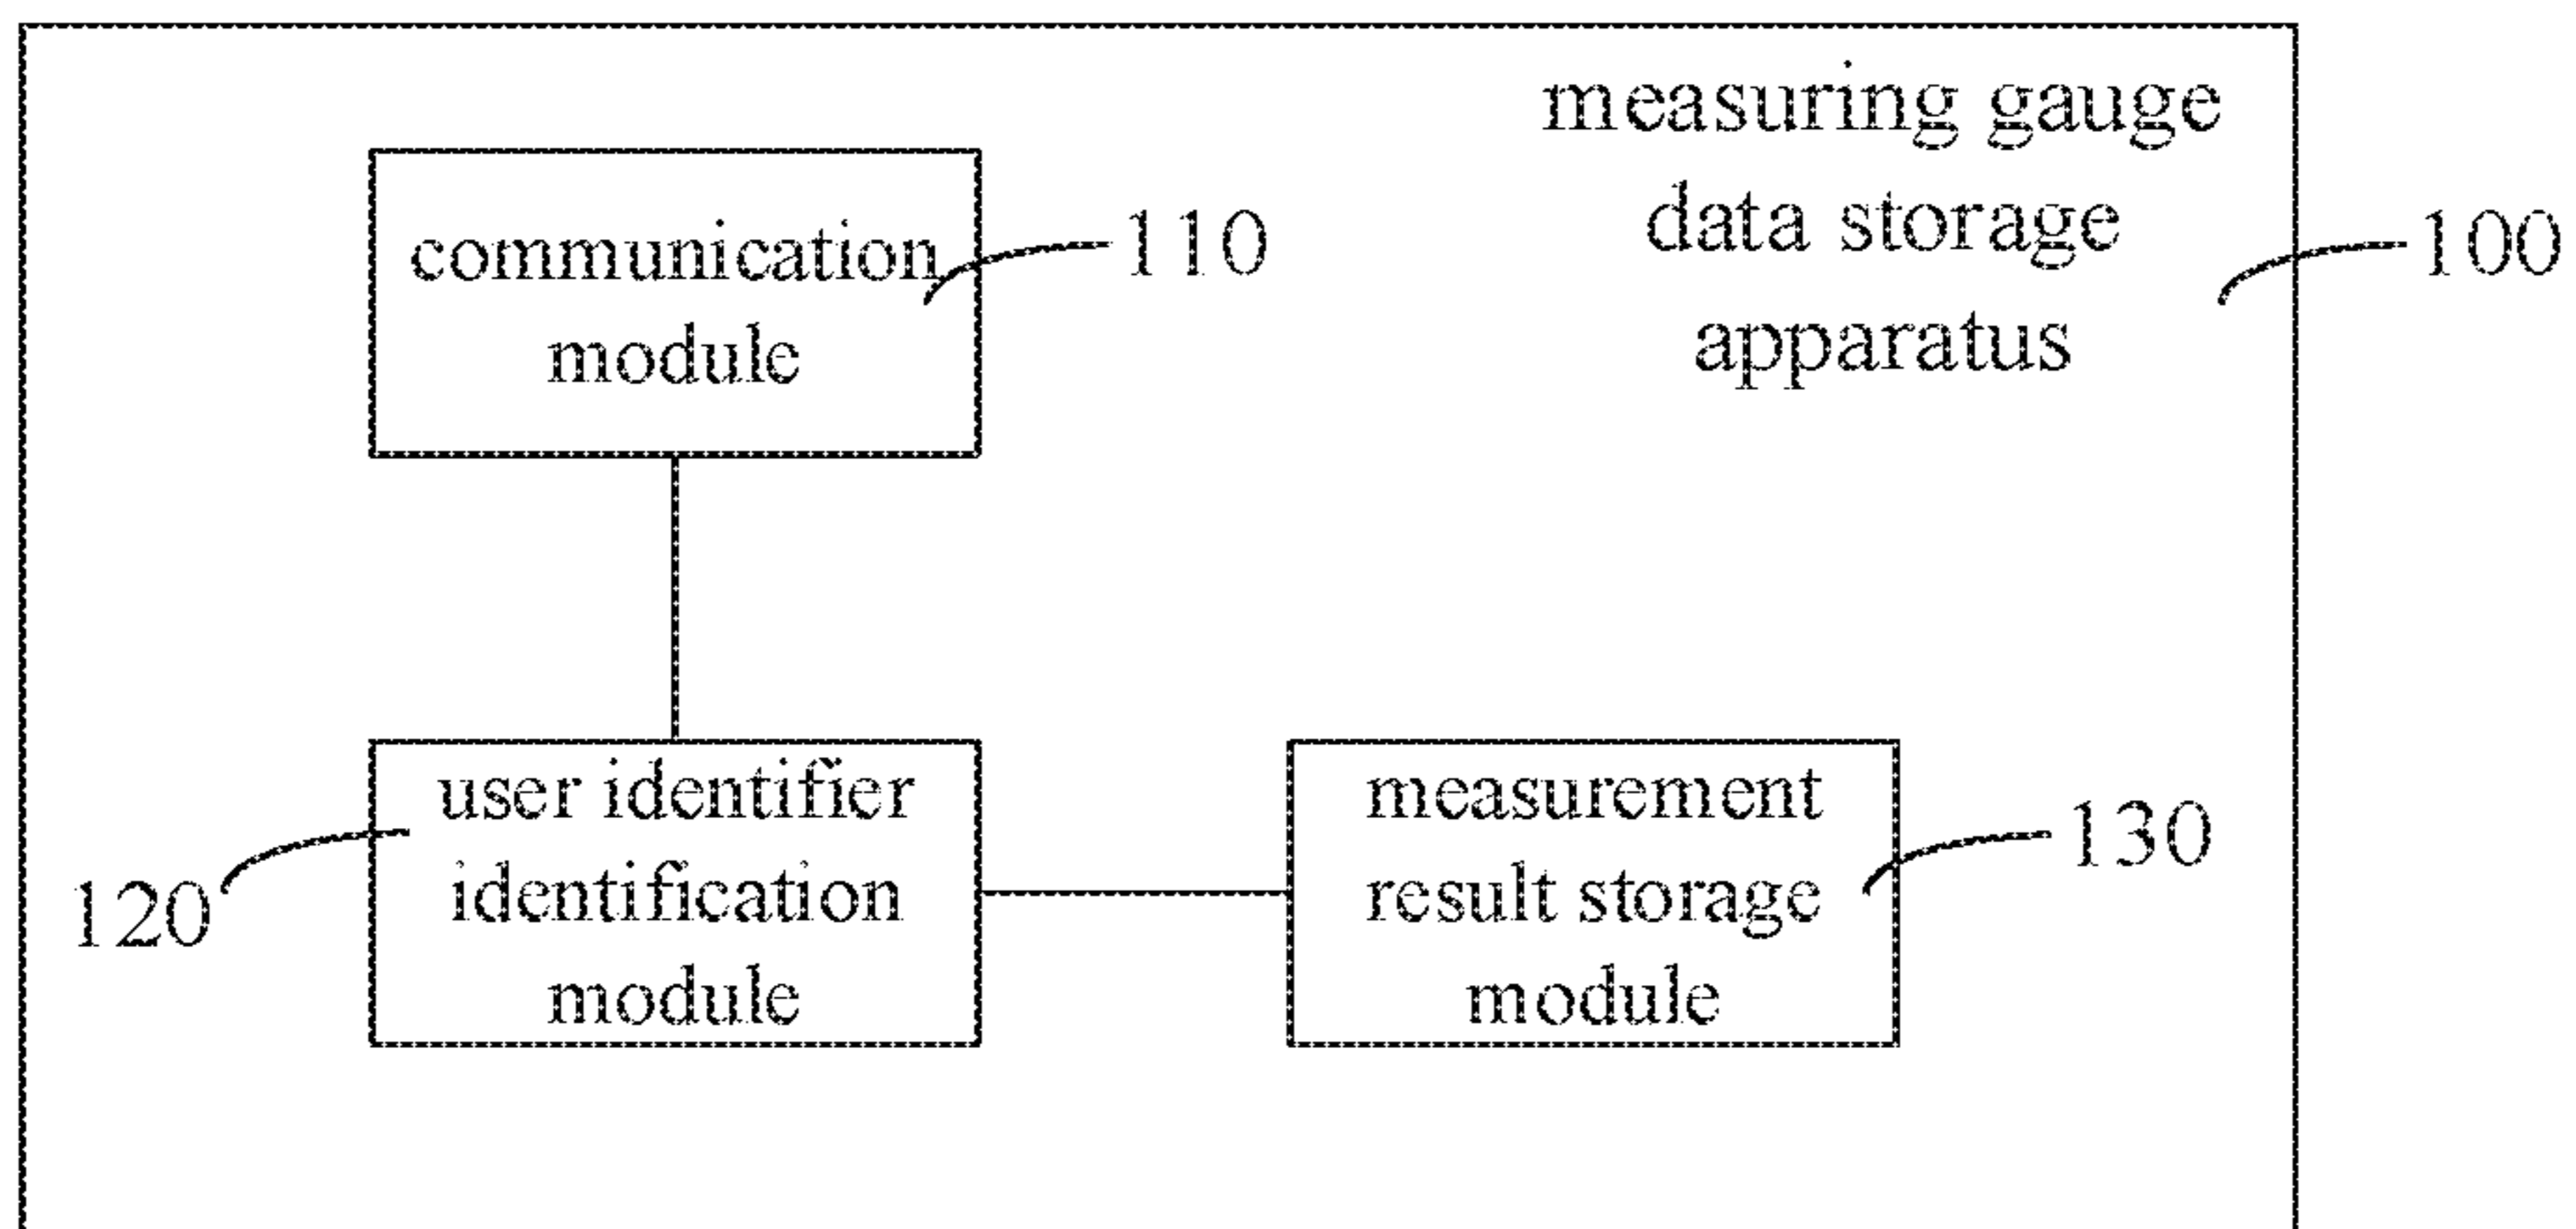 measuring gauge
data storage
apparatus
100
communication
module
110
user identifier
identification
module
120
measurement
result storage
module
130